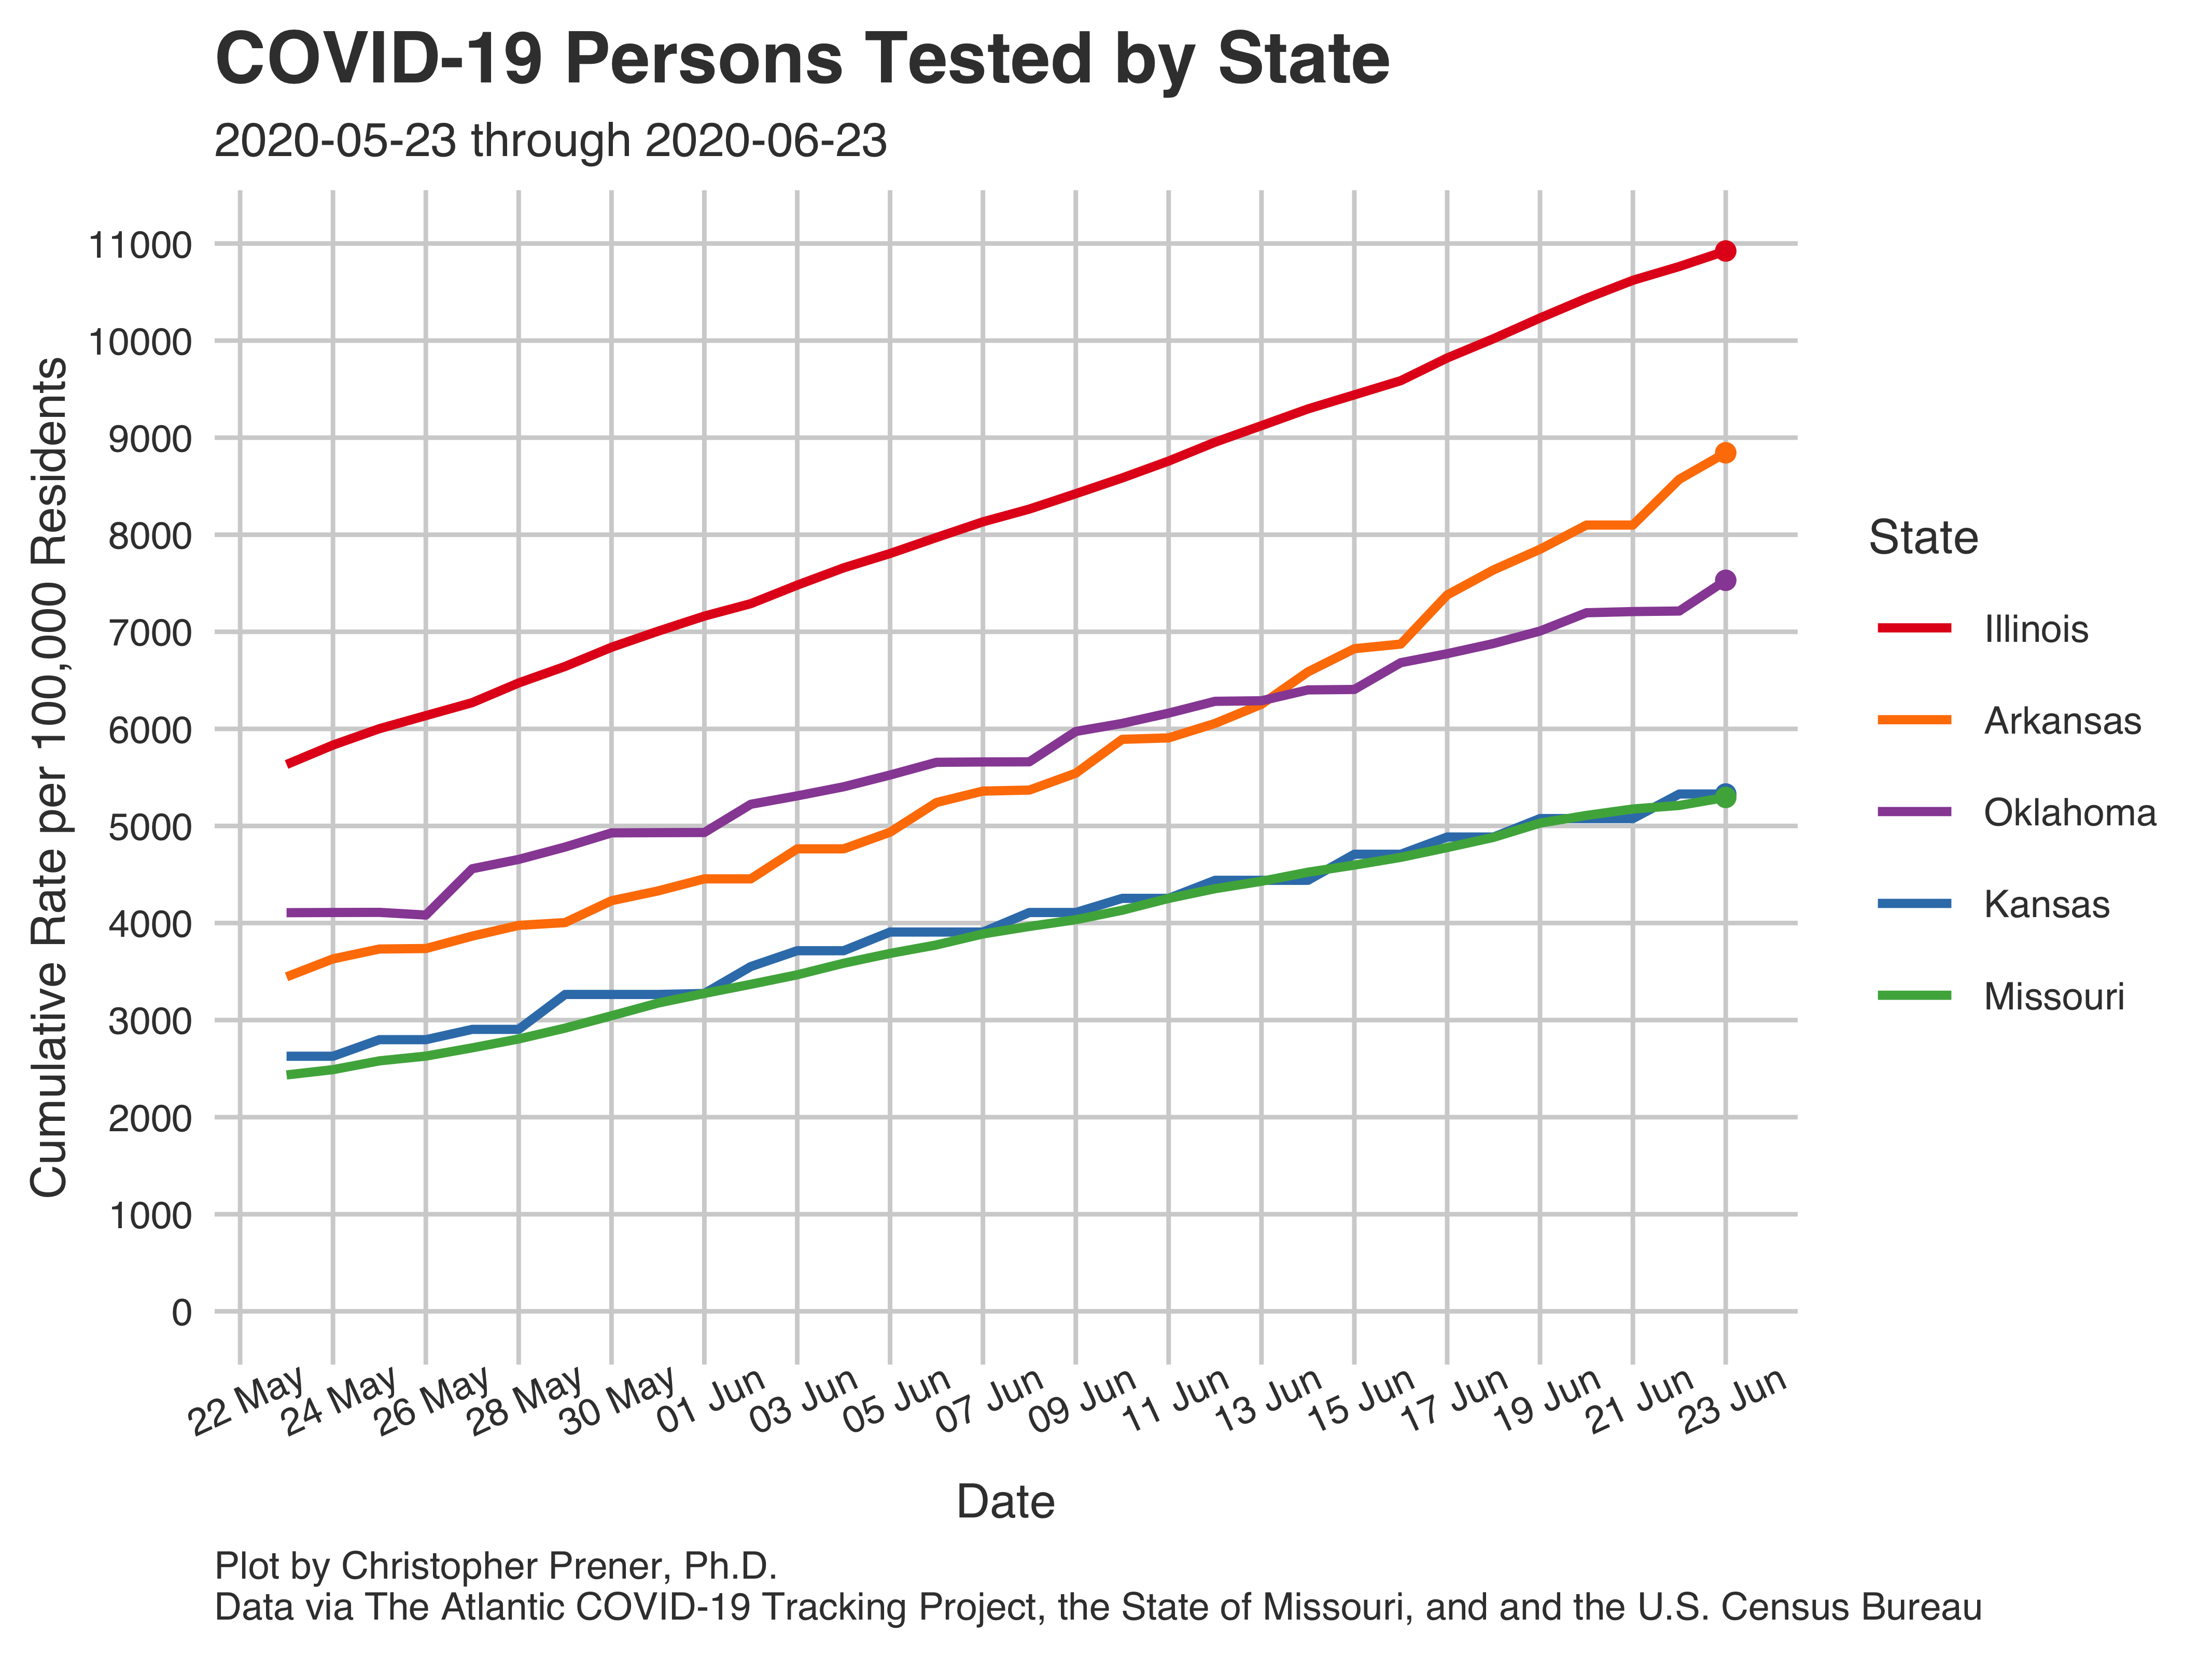 COVID-19 Persons Tested by State
2020-05-23 through 2020-06-23
Cumulative Rate per 100,000 Residents
11000
10000
9000
8000
7000
6000
5000
4000
3000
2000
1000
0
22 May
24 May
26 May
28 May
30 May
01 Jun
03 Jun
05 Jun
07 Jun
09 Jun
11 Jun
13 Jun
15 Jun
17 Jun
19 Jun
21 Jun
23 Jun
Date
State
Illinois
Arkansas
Oklahoma
Kansas
Missouri
Plot by Christopher Prener, Ph.D.
Data via The Atlantic COVID-19 Tracking Project, the State of Missouri, and and the U.S. Census Bureau